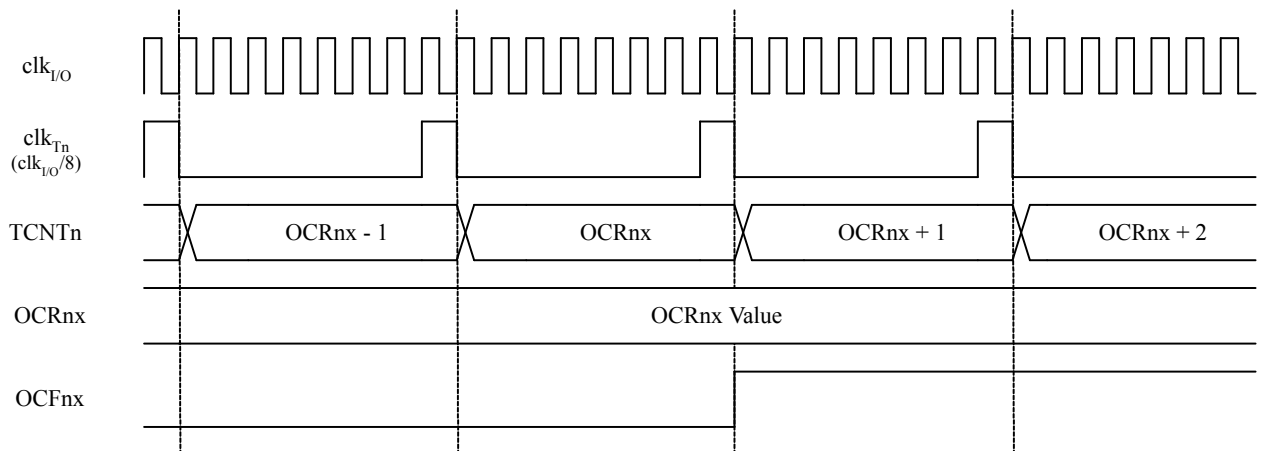 clkI/O
clkTn
(clkI/O/8)
TCNTn OCRnx - 1 OCRnx OCRnx + 1 OCRnx + 2
OCRnx OCRnx Value
OCFnx